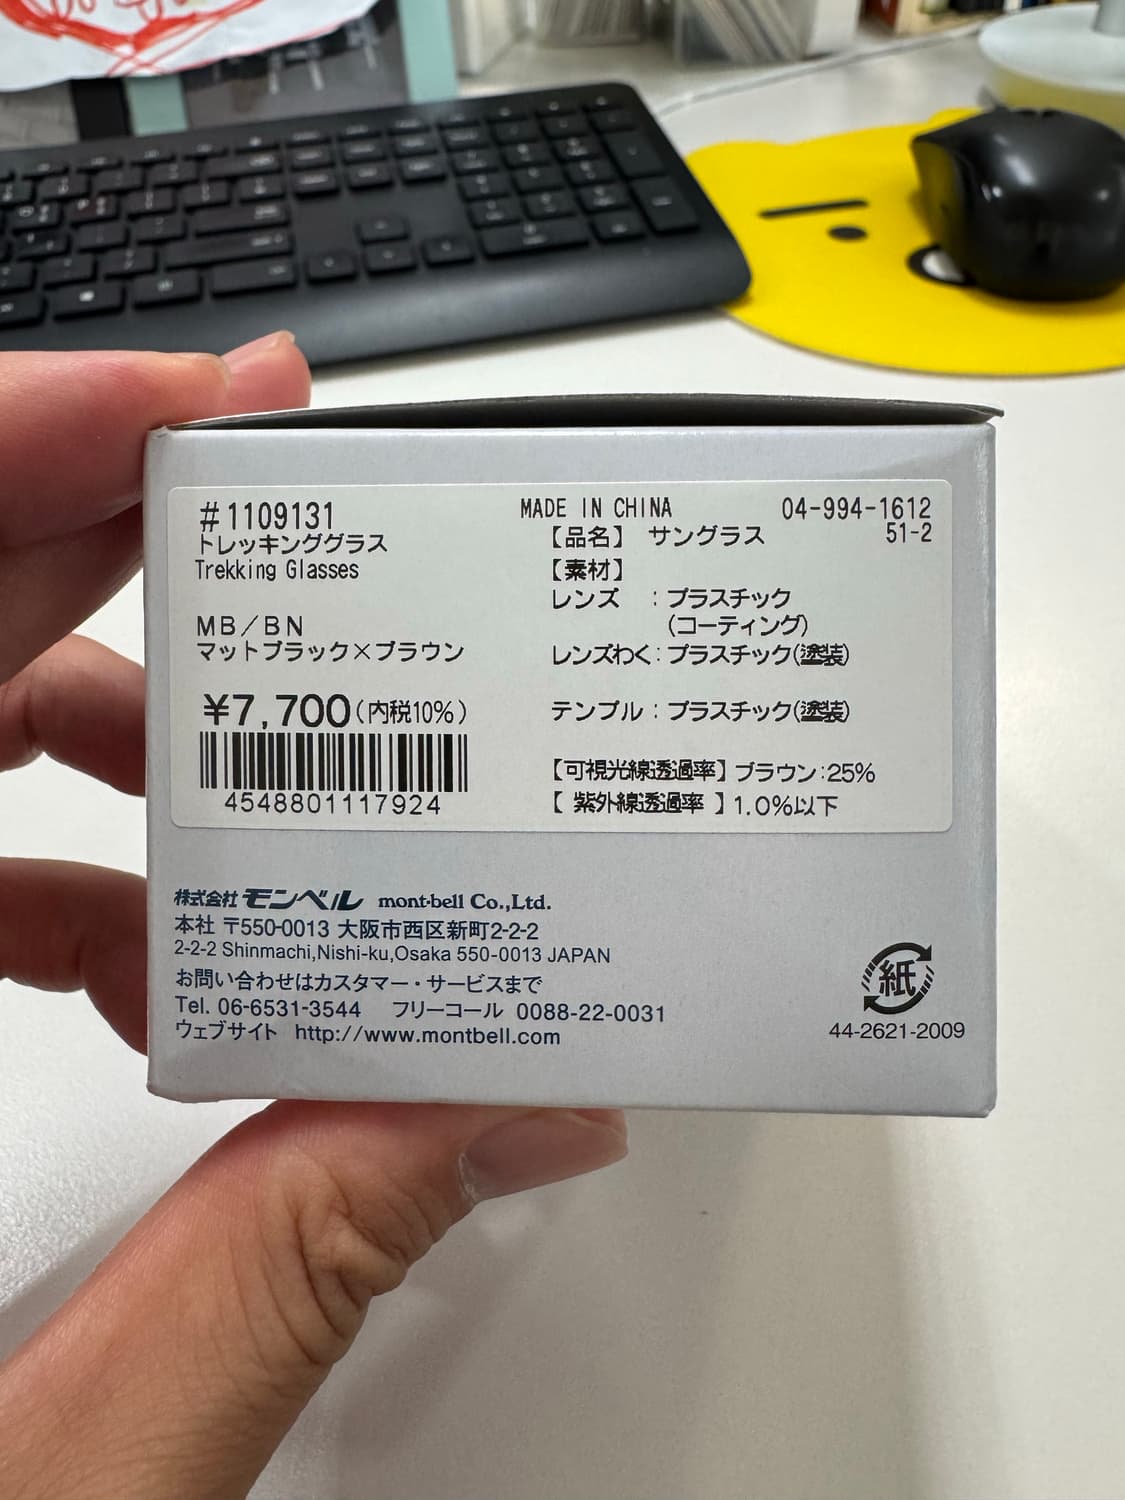 #1109131
トレッキンググラス
Trekking Glasses
MB/BN
マットブラック×ブラウン
¥7,700(内税10%)
4548801117924
MADE IN CHINA
04-994-1612
51-2
【品名】 サングラス
【素材】
レンズ :プラスチック
(コーティング)
レンズわく:プラスチック(塗装)
テンプル:プラスチック(塗装)
【可視光線透過率】ブラウン:25%
【 紫外線透過率 】1.0%以下
株式会社 モンベル mont-bell Co.,Ltd.
本社 〒550-0013 大阪市西区新町2-2-2
2-2-2 Shinmachi,Nishi-ku,Osaka 550-0013 JAPAN
お問い合わせはカスタマー・サービスまで
Tel. 06-6531-3544 フリーコール 0088-22-0031
ウェブサイト http://www.montbell.com
紙
44-2621-2009